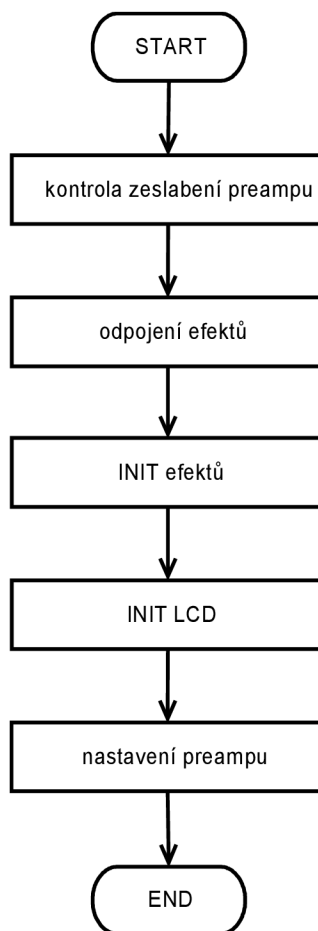 START
kontrola zeslabení preampu
odpojení efektů
INIT efektů
INIT LCD
nastavení preampu
END